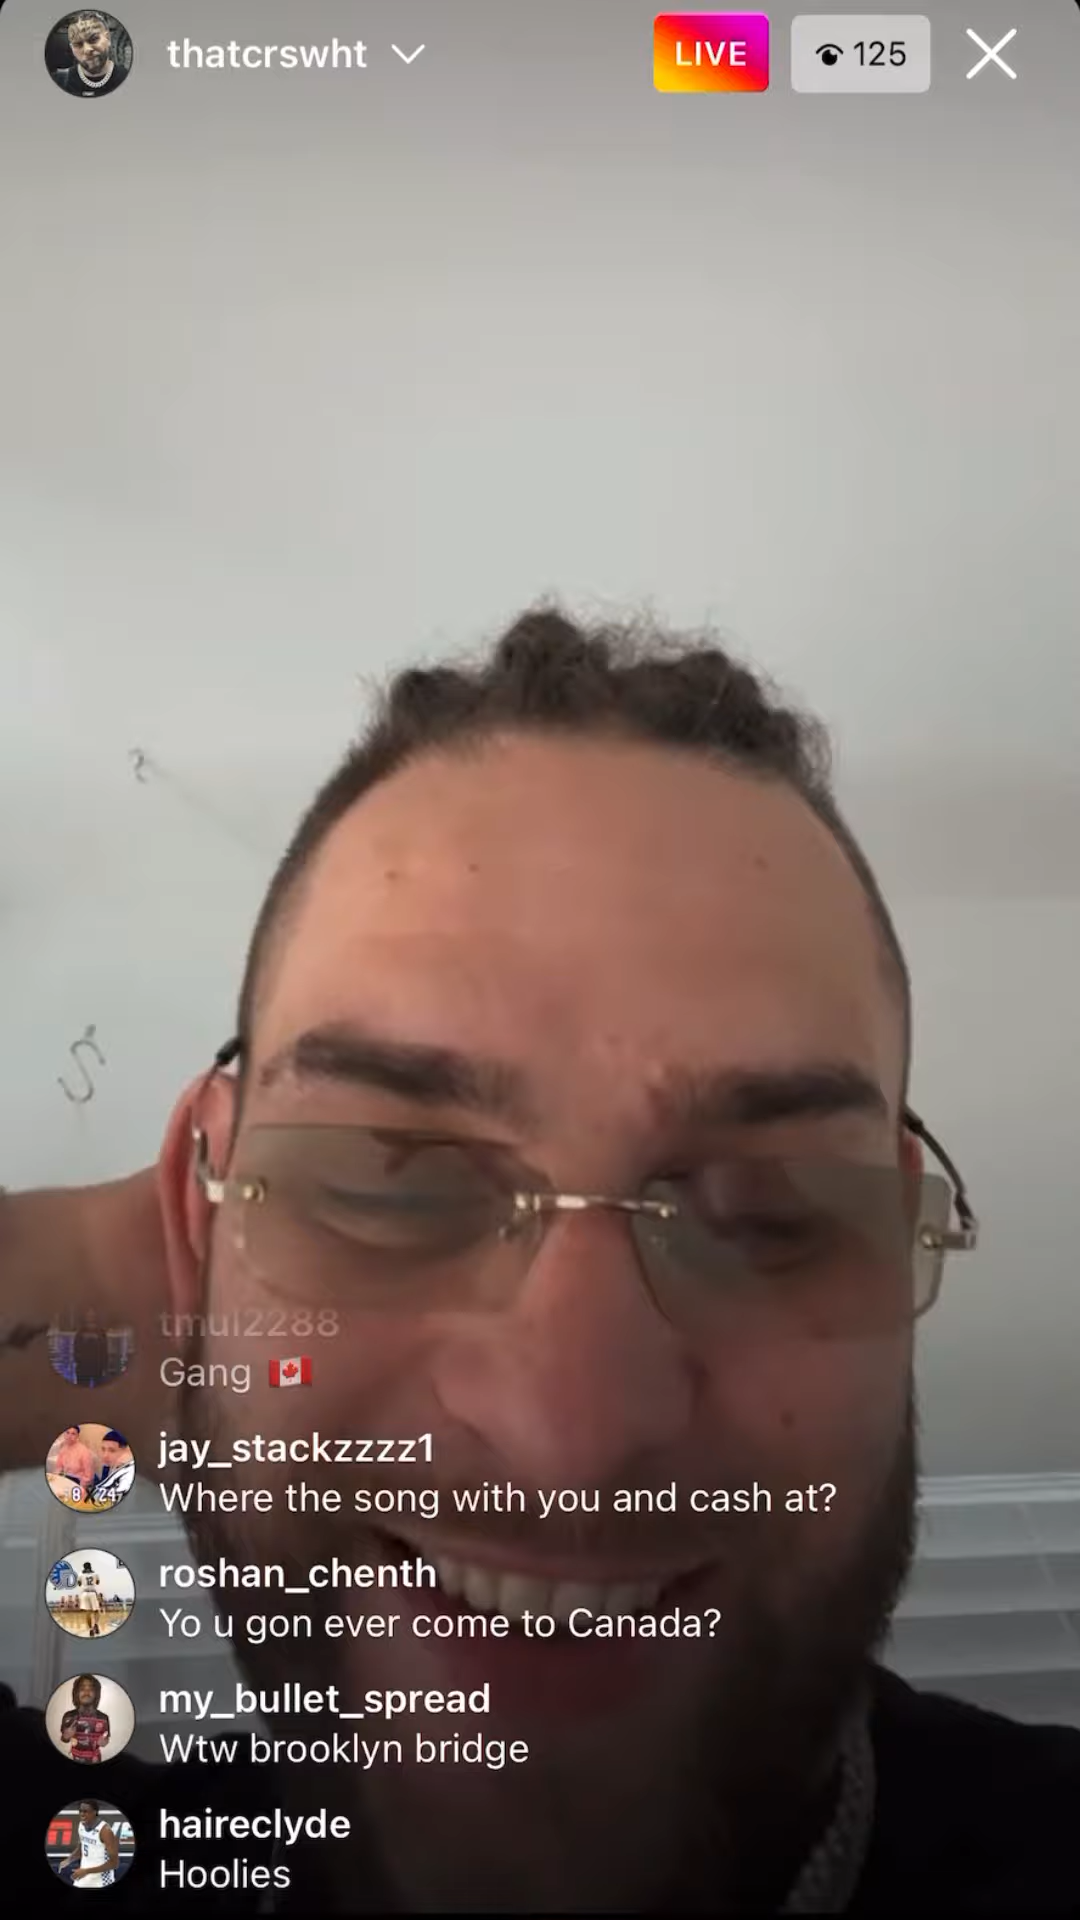 thatcrswht
LIVE
125
tmul2288
Gang 🇨🇦
jay_stackzzzz1
Where the song with you and cash at?
roshan_chenth
Yo u gon ever come to Canada?
my_bullet_spread
Wtw brooklyn bridge
haireclyde
Hoolies